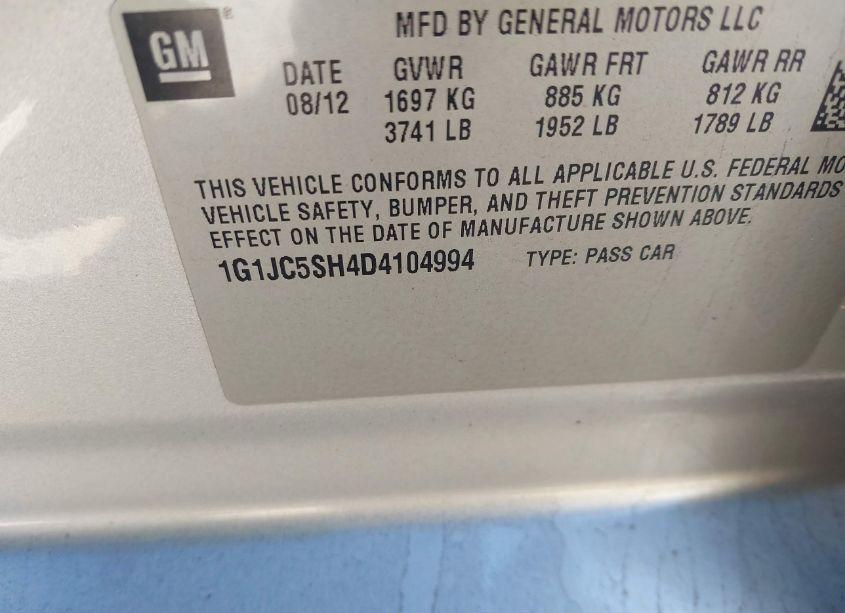 GM®
MFD BY GENERAL MOTORS LLC
DATE GVWR GAWR FRT GAWR RR
08/12 1697 KG 885 KG 812 KG
3741 LB 1952 LB 1789 LB
THIS VEHICLE CONFORMS TO ALL APPLICABLE U.S. FEDERAL MO
VEHICLE SAFETY, BUMPER, AND THEFT PREVENTION STANDARDS
EFFECT ON THE DATE OF MANUFACTURE SHOWN ABOVE.
1G1JC5SH4D4104994 TYPE: PASS CAR